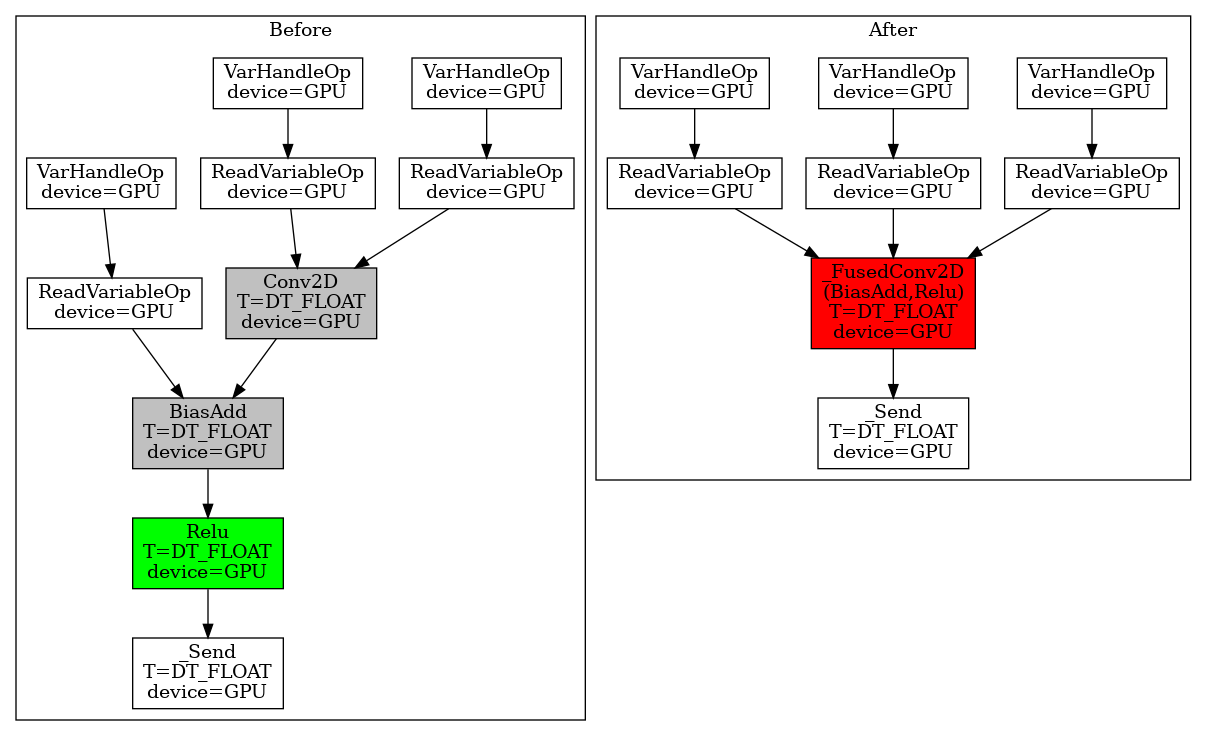 Before
VarHandleOp
device=GPU
VarHandleOp
device=GPU
VarHandleOp
device=GPU
ReadVariableOp
device=GPU
ReadVariableOp
device=GPU
ReadVariableOp
device=GPU
Conv2D
T=DT_FLOAT
device=GPU
BiasAdd
T=DT_FLOAT
device=GPU
Relu
T=DT_FLOAT
device=GPU
_Send
T=DT_FLOAT
device=GPU
After
VarHandleOp
device=GPU
VarHandleOp
device=GPU
VarHandleOp
device=GPU
ReadVariableOp
device=GPU
ReadVariableOp
device=GPU
ReadVariableOp
device=GPU
_FusedConv2D
(BiasAdd,Relu)
T=DT_FLOAT
device=GPU
_Send
T=DT_FLOAT
device=GPU